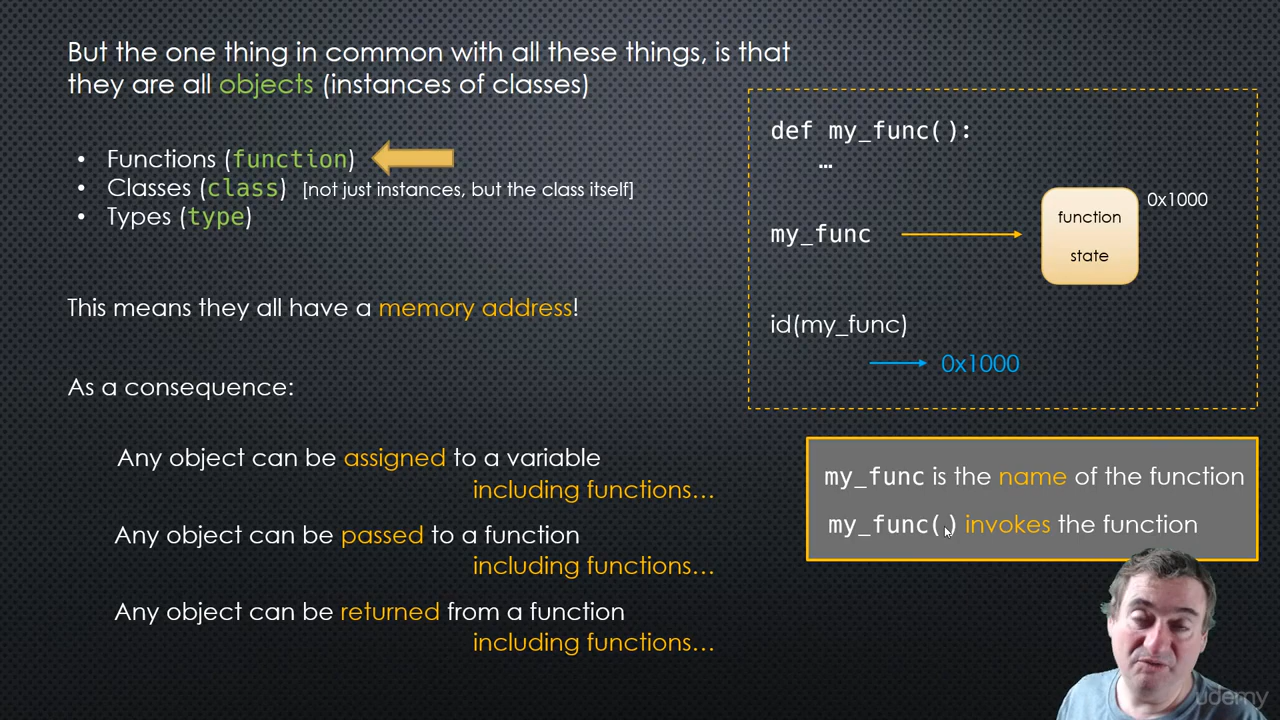 But the one thing in common with all these things, is that
they are all objects (instances of classes)
• Functions (function)
• Classes (class) [not just instances, but the class itself]
• Types (type)
This means they all have a memory address!
As a consequence:
Any object can be assigned to a variable
including functions…
Any object can be passed to a function
including functions…
Any object can be returned from a function
including functions…
def my_func():
…
my_func
function
state
0x1000
id(my_func)
0x1000
my_func is the name of the function
my_func() invokes the function
udemy